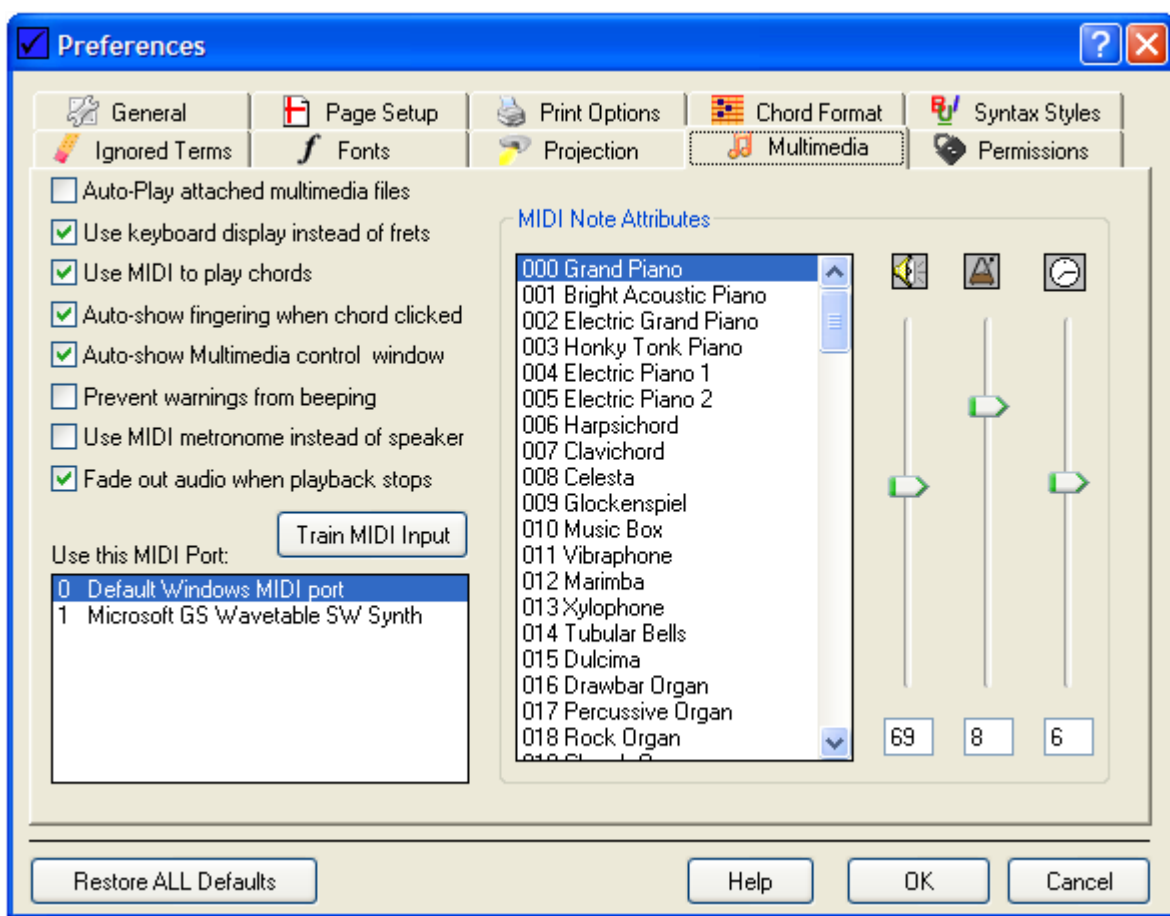 Preferences
General
Page Setup
Print Options
Chord Format
Syntax Styles
Ignored Terms
Fonts
Projection
Multimedia
Permissions
Auto-Play attached multimedia files
Use keyboard display instead of frets
Use MIDI to play chords
Auto-show fingering when chord clicked
Auto-show Multimedia control window
Prevent warnings from beeping
Use MIDI metronome instead of speaker
Fade out audio when playback stops
Train MIDI Input
Use this MIDI Port:
0 Default Windows MIDI port
1 Microsoft GS Wavetable SW Synth
MIDI Note Attributes
000 Grand Piano
001 Bright Acoustic Piano
002 Electric Grand Piano
003 Honky Tonk Piano
004 Electric Piano 1
005 Electric Piano 2
006 Harpsichord
007 Clavichord
008 Celesta
009 Glockenspiel
010 Music Box
011 Vibraphone
012 Marimba
013 Xylophone
014 Tubular Bells
015 Dulcima
016 Drawbar Organ
017 Percussive Organ
018 Rock Organ
69
8
6
Restore ALL Defaults
Help
OK
Cancel